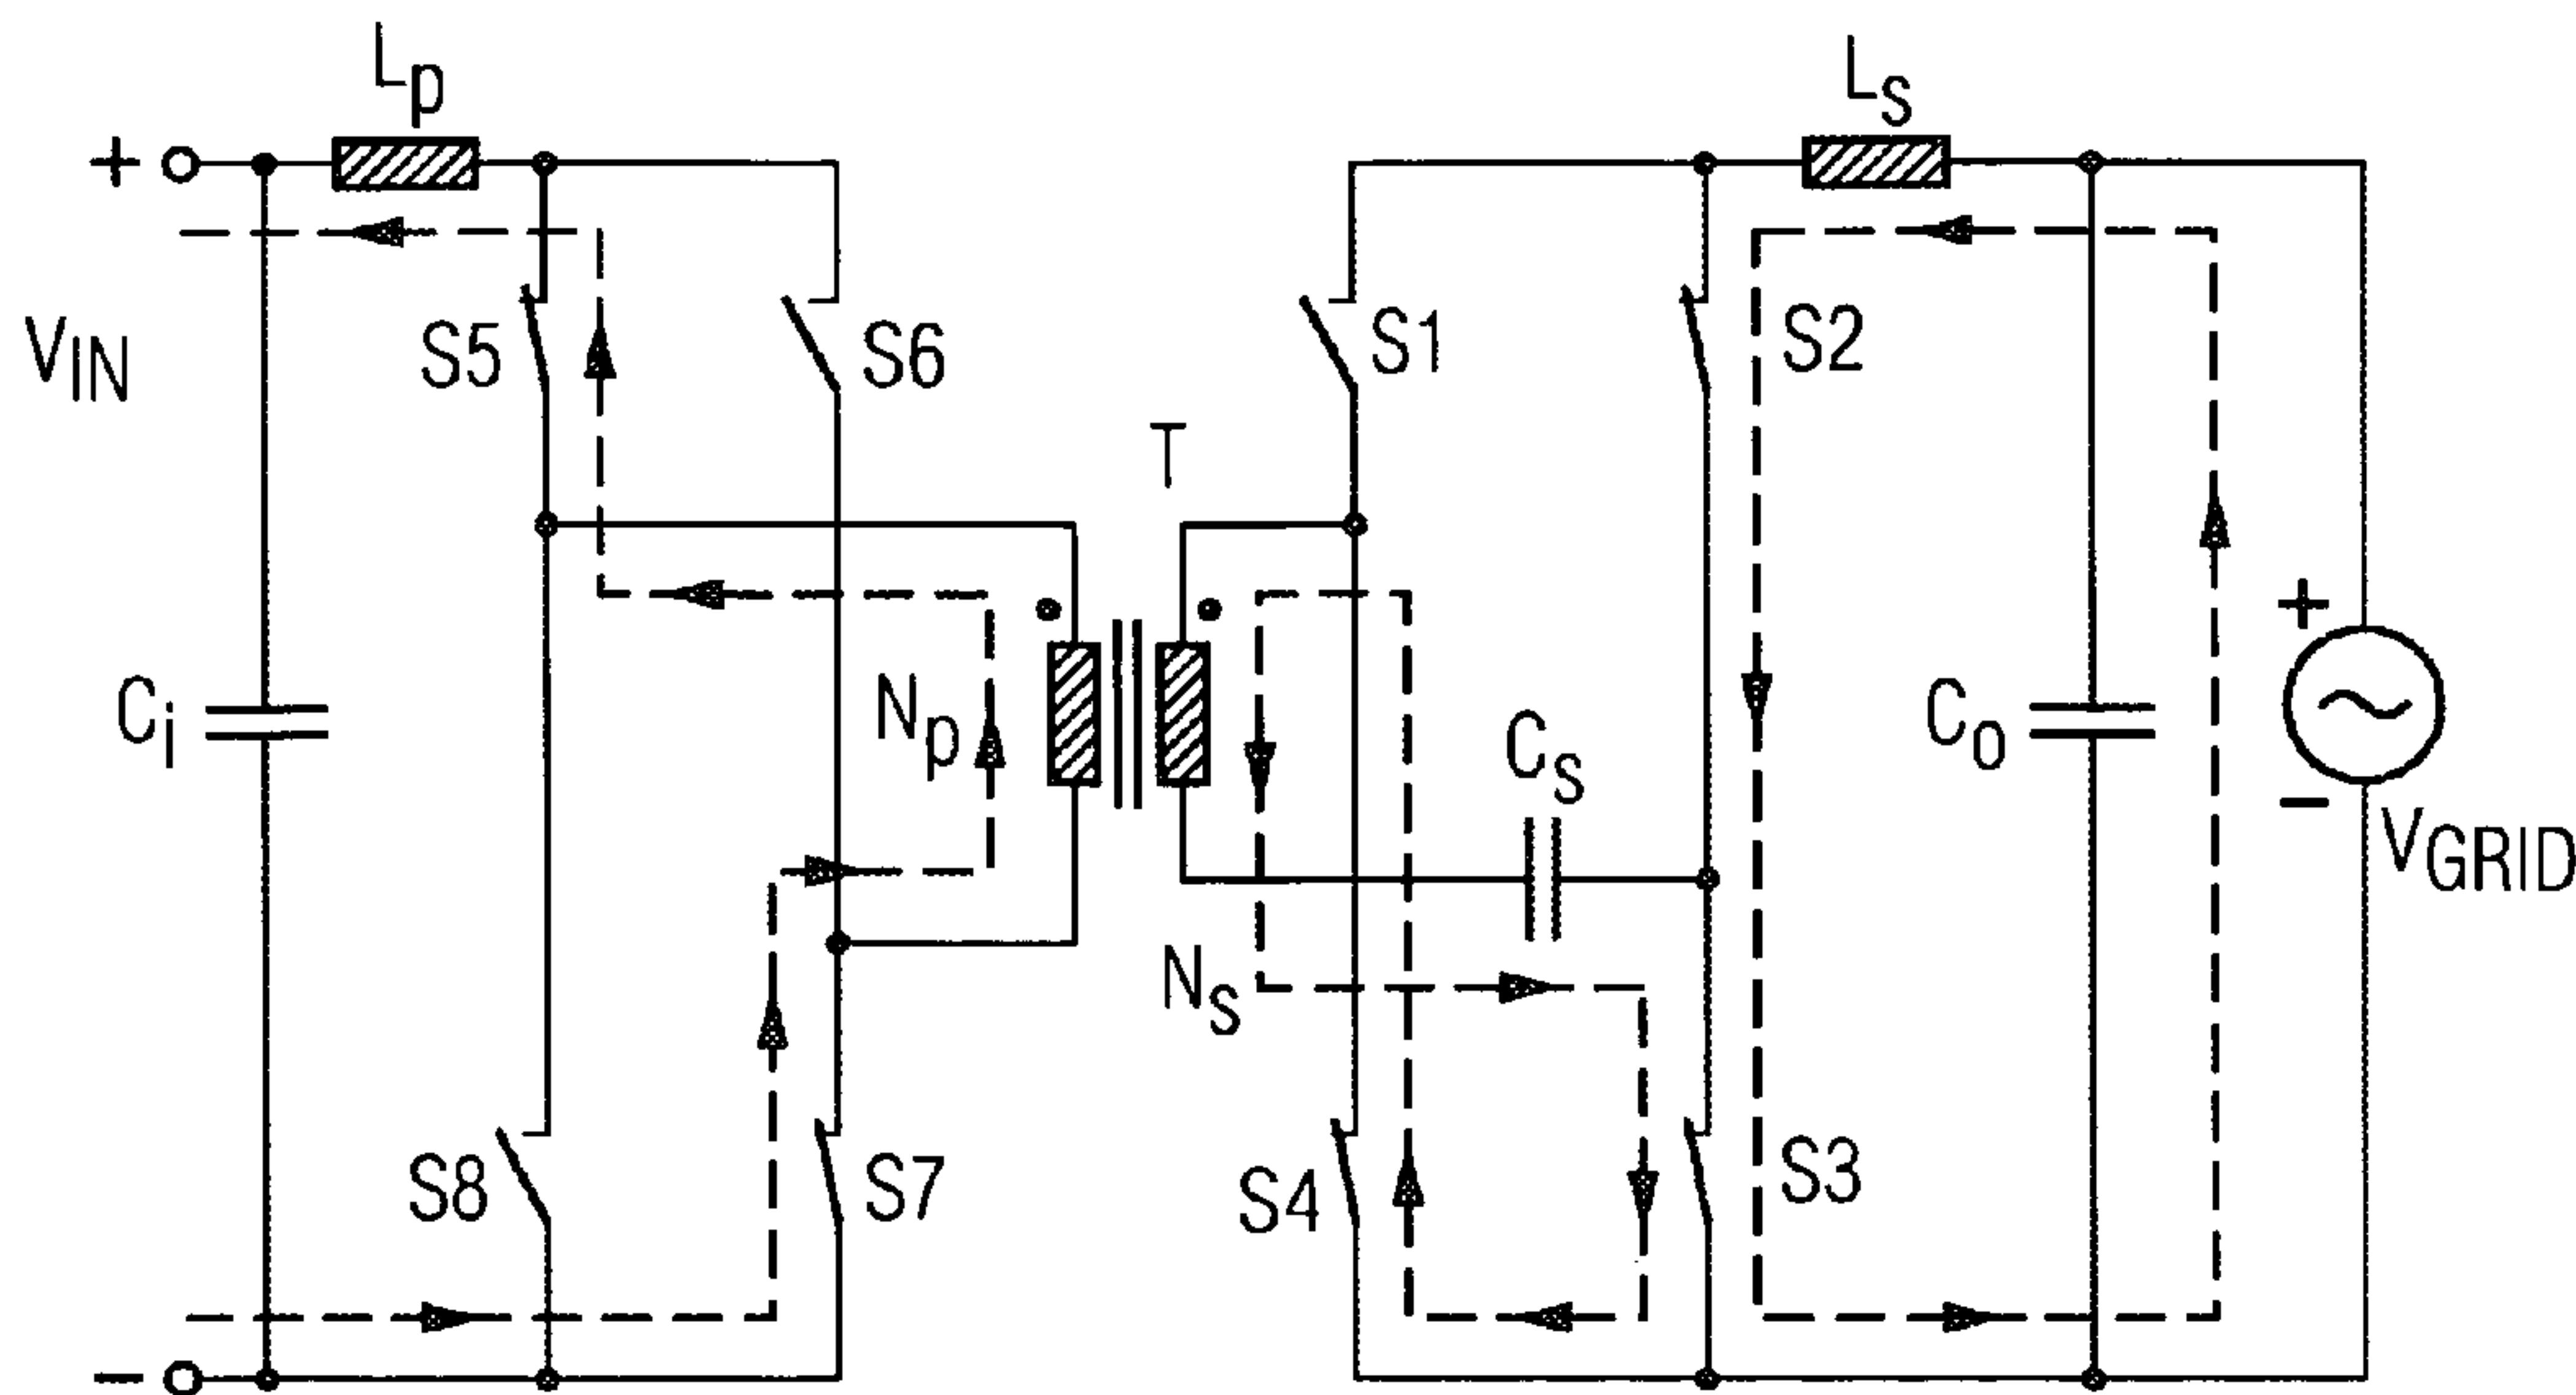 Lp
Ls
+
VIN
S5
S6
S1
S2
T
+
Ci
Np
Cs
Co
−
VGRID
Ns
S8
S7
S4
S3
−